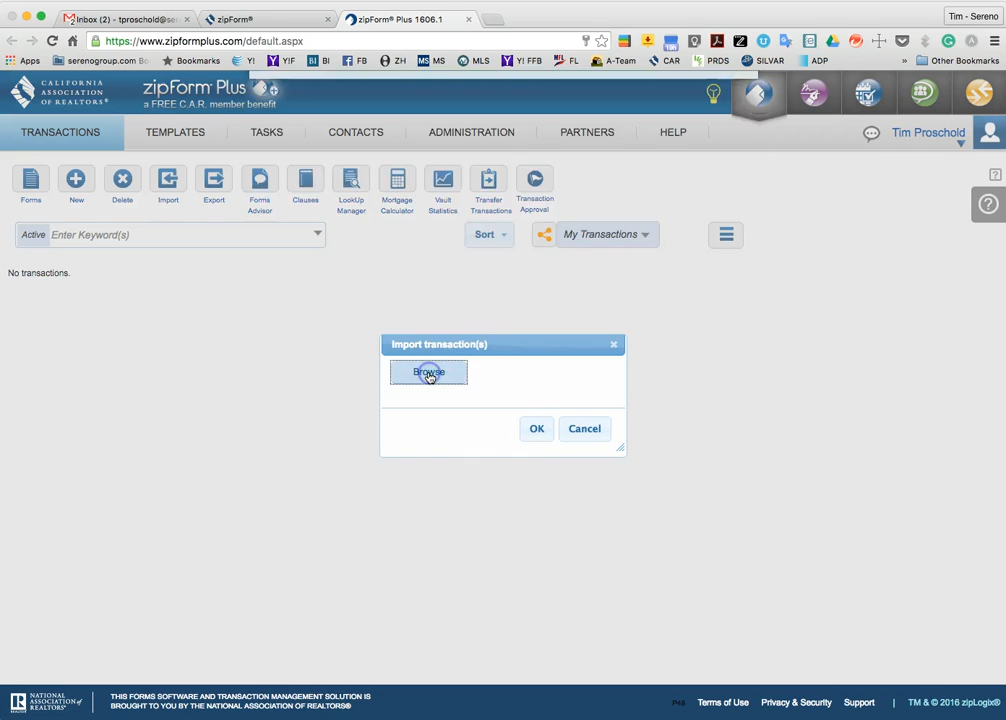 Inbox (2) - tproschold@se
zipForm®
zipForm® Plus 1606.1
Tim - Sereno
https://www.zipformplus.com/default.aspx
Apps
serenogroup.com Bo
Bookmarks
Y!
Y!F
BI
FB
ZH
MS
MLS
Y! FFB
FL
A-Team
CAR
PRDS
SILVAR
ADP
»
Other Bookmarks
CALIFORNIA
ASSOCIATION
OF REALTORS®
zipForm Plus
a FREE C.A.R. member benefit
TRANSACTIONS
TEMPLATES
TASKS
CONTACTS
ADMINISTRATION
PARTNERS
HELP
Tim Proschold
Forms
New
Delete
Import
Export
Forms
Advisor
Clauses
LookUp
Manager
Mortgage
Calculator
Vault
Statistics
Transfer
Transactions
Transaction
Approval
Active Enter Keyword(s)
Sort
My Transactions
No transactions.
Import transaction(s)
Browse
OK
Cancel
NATIONAL
ASSOCIATION of
REALTORS®
THIS FORMS SOFTWARE AND TRANSACTION MANAGEMENT SOLUTION IS
BROUGHT TO YOU BY THE NATIONAL ASSOCIATION OF REALTORS®
Terms of Use
Privacy & Security
Support
|
TM & © 2016 zipLogix®